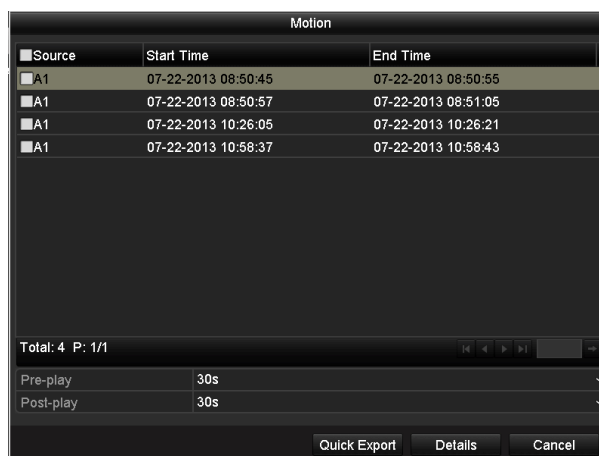 Motion
Source Start Time End Time
A1 07-22-2013 08:50:45 07-22-2013 08:50:55
A1 07-22-2013 08:50:57 07-22-2013 08:51:05
A1 07-22-2013 10:26:05 07-22-2013 10:26:21
A1 07-22-2013 10:58:37 07-22-2013 10:58:43
Total: 4 P: 1/1
Pre-play 30s
Post-play 30s
Quick Export Details Cancel